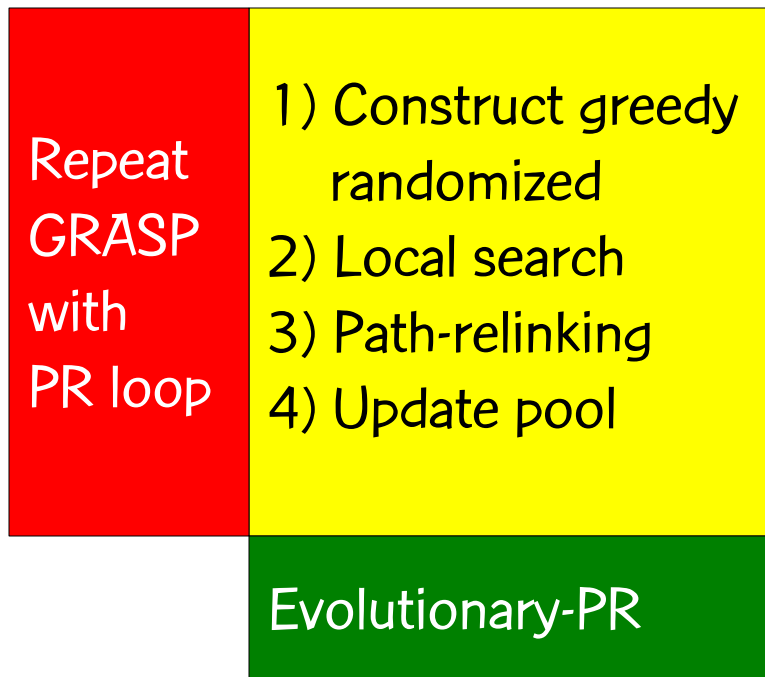 Repeat
GRASP
with
PR loop
1) Construct greedy
randomized
2) Local search
3) Path-relinking
4) Update pool
Evolutionary-PR